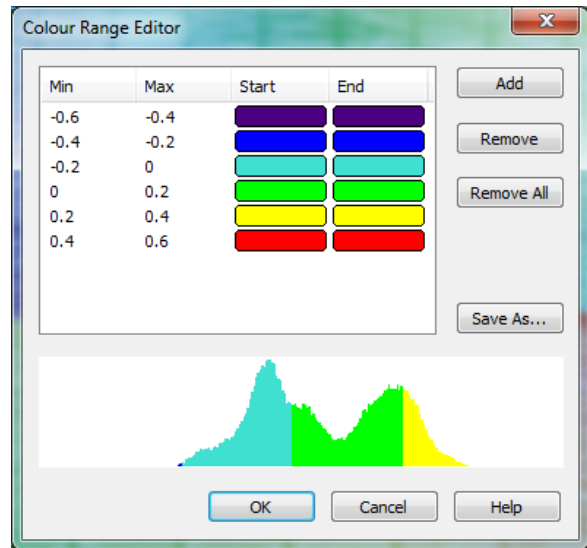 Colour Range Editor
Min Max Start End
-0.6 -0.4
-0.4 -0.2
-0.2 0
0 0.2
0.2 0.4
0.4 0.6
Add
Remove
Remove All
Save As...
OK Cancel Help